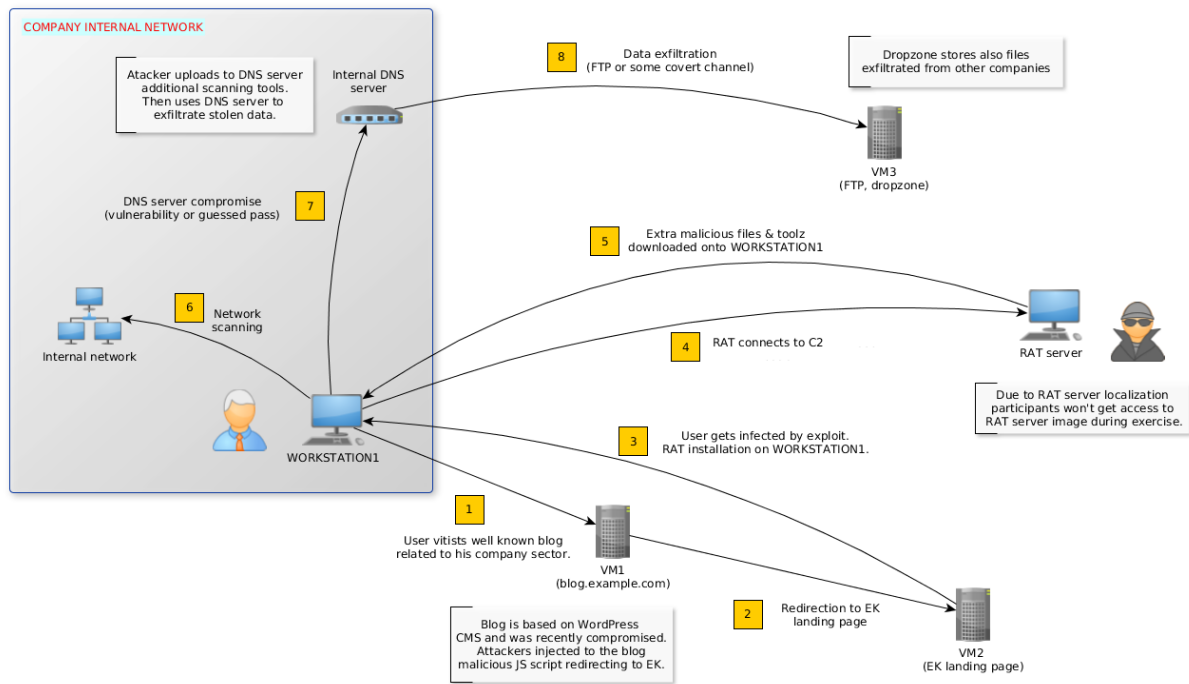 COMPANY INTERNAL NETWORK
Atacker uploads to DNS server
additional scanning tools.
Then uses DNS server to
exfiltrate stolen data.
Internal DNS
server
8
Data exfiltration
(FTP or some covert channel)
Dropzone stores also files
exfiltrated from other companies
VM3
(FTP, dropzone)
DNS server compromise
(vulnerability or guessed pass)
7
5
Extra malicious files & toolz
downloaded onto WORKSTATION1
6
Network
scanning
Internal network
4
RAT connects to C2
RAT server
Due to RAT server localization
participants won't get access to
RAT server image during exercise.
WORKSTATION1
3
User gets infected by exploit.
RAT installation on WORKSTATION1.
1
User vitists well known blog
related to his company sector.
VM1
(blog.example.com)
2
Redirection to EK
landing page
VM2
(EK landing page)
Blog is based on WordPress
CMS and was recently compromised.
Attackers injected to the blog
malicious JS script redirecting to EK.